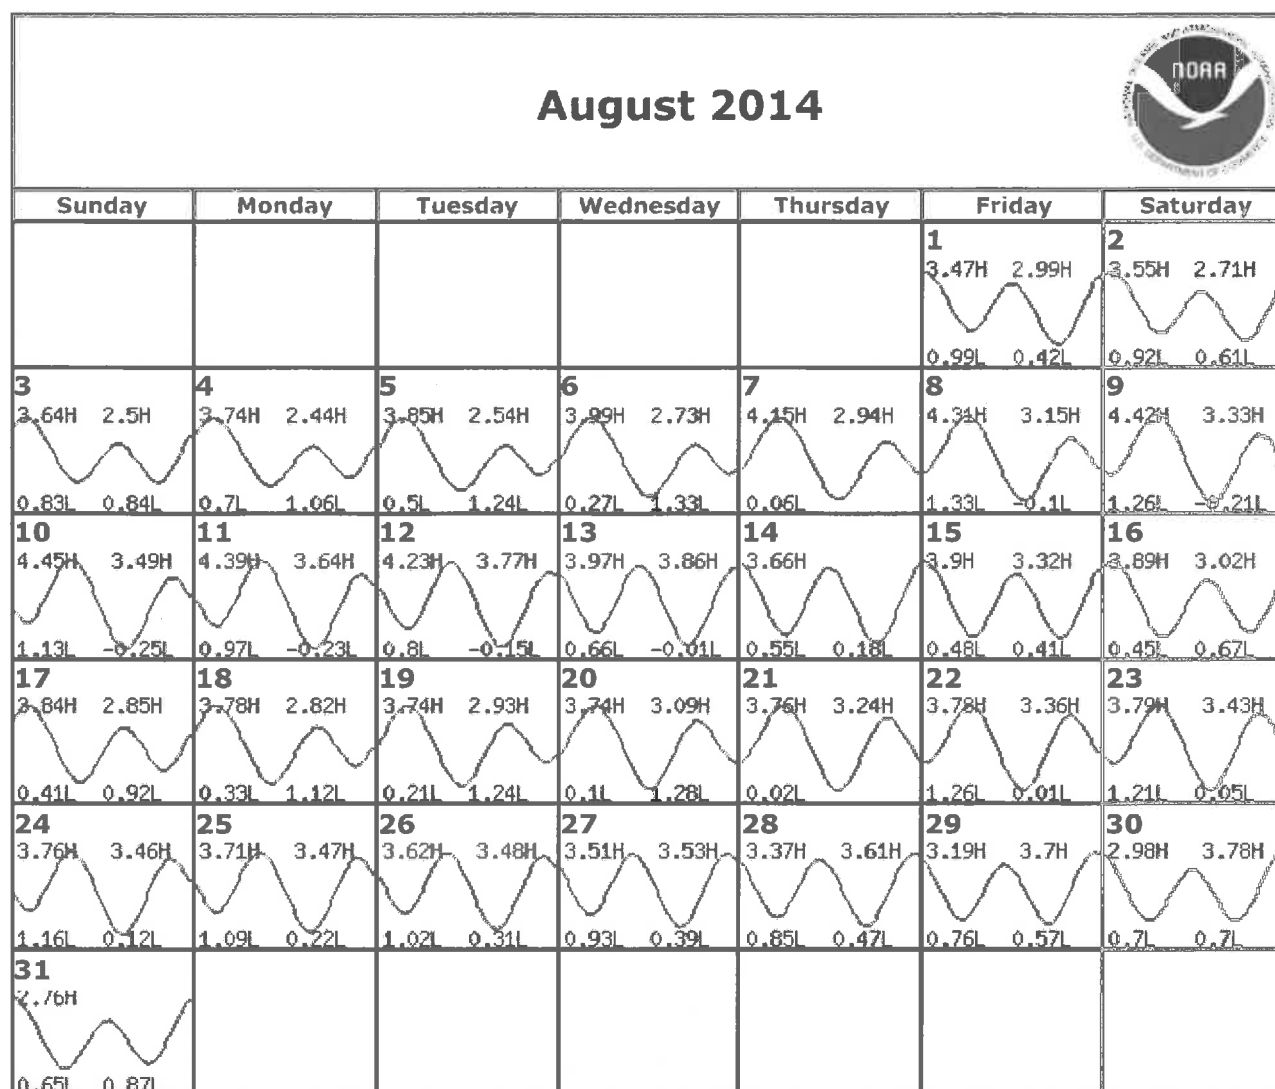 August 2014
NOAA
Sunday Monday Tuesday Wednesday Thursday Friday Saturday
1 2
3.47H 2.99H 3.55H 2.71H
0.99L 0.42L 0.92L 0.61L
3 4 5 6 7 8 9
3.64H 2.5H 3.74H 2.44H 3.85H 2.54H 3.99H 2.73H 4.15H 2.94H 4.31H 3.15H 4.42H 3.33H
0.83L 0.84L 0.7L 1.06L 0.5L 1.24L 0.27L 1.33L 0.06L 1.33L -0.1L 1.26L -0.21L
10 11 12 13 14 15 16
4.45H 3.49H 4.39H 3.64H 4.23H 3.77H 3.97H 3.86H 3.66H 3.9H 3.32H 3.89H 3.02H
1.13L -0.25L 0.97L -0.23L 0.8L -0.15L 0.66L -0.01L 0.55L 0.18L 0.48L 0.41L 0.45L 0.67L
17 18 19 20 21 22 23
3.84H 2.85H 3.78H 2.82H 3.74H 2.93H 3.74H 3.09H 3.76H 3.24H 3.78H 3.36H 3.79H 3.43H
0.41L 0.92L 0.33L 1.12L 0.21L 1.24L 0.1L 1.28L 0.02L 1.26L 0.01L 1.21L 0.05L
24 25 26 27 28 29 30
3.76H 3.46H 3.71H 3.47H 3.62H 3.48H 3.51H 3.53H 3.37H 3.61H 3.19H 3.7H 2.98H 3.78H
1.16L 0.12L 1.09L 0.22L 1.02L 0.31L 0.93L 0.39L 0.85L 0.47L 0.76L 0.57L 0.7L 0.7L
31
2.76H
0.65L 0.87L